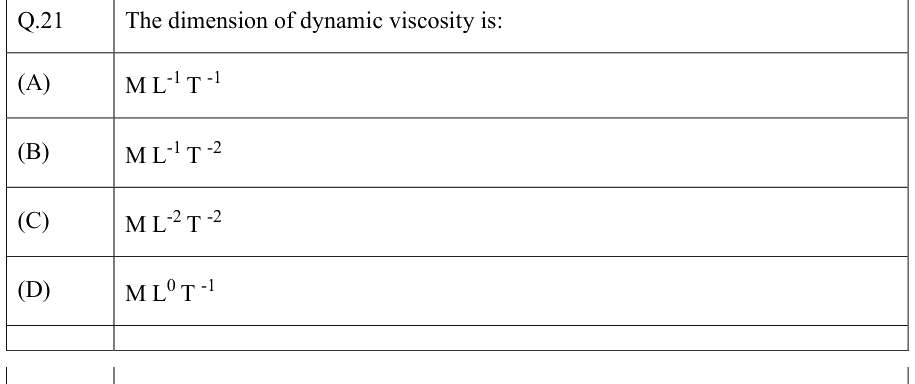 Q.21 The dimension of dynamic viscosity is:
(A) M L⁻¹ T ⁻¹
(B) M L⁻¹ T ⁻²
(C) M L⁻² T ⁻²
(D) M L⁰ T ⁻¹